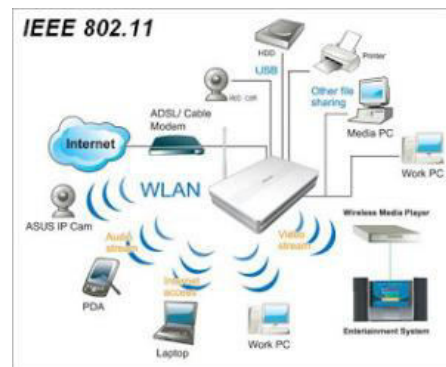 IEEE 802.11
HDD
Printer
USB
ADSL/ Cable
Modem
Other file
sharing
Media PC
Internet
Work PC
WLAN
ASUS IP Cam
Wireless Media Player
Audio
stream
Video
stream
Internet
access
PDA
Laptop
Work PC
Entertainment System